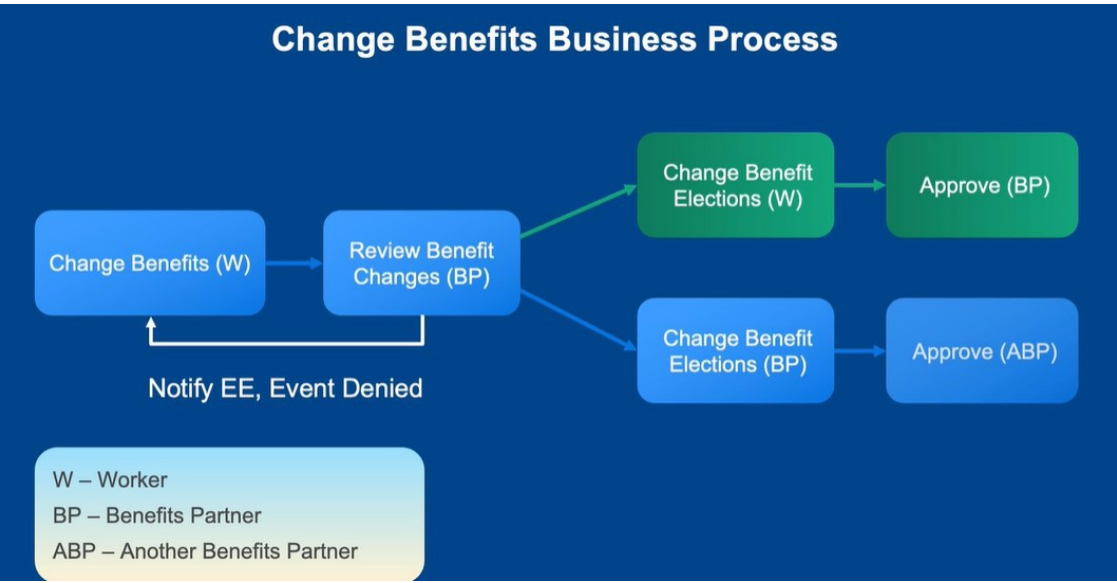 Change Benefits Business Process
Change Benefit
Elections (W)
Approve (BP)
Change Benefits (W)
Review Benefit
Changes (BP)
Change Benefit
Elections (BP)
Approve (ABP)
Notify EE, Event Denied
W – Worker
BP – Benefits Partner
ABP – Another Benefits Partner